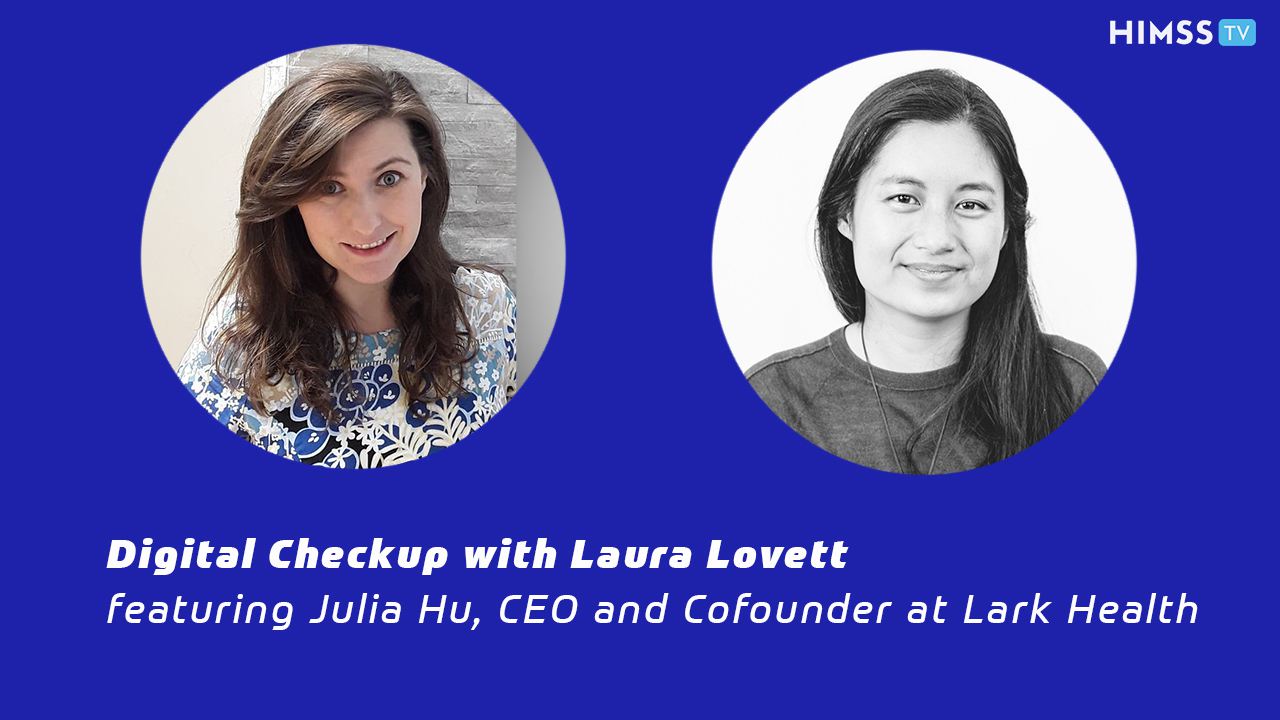 HIMSS TV
Digital Checkup with Laura Lovett
featuring Julia Hu, CEO and Cofounder at Lark Health